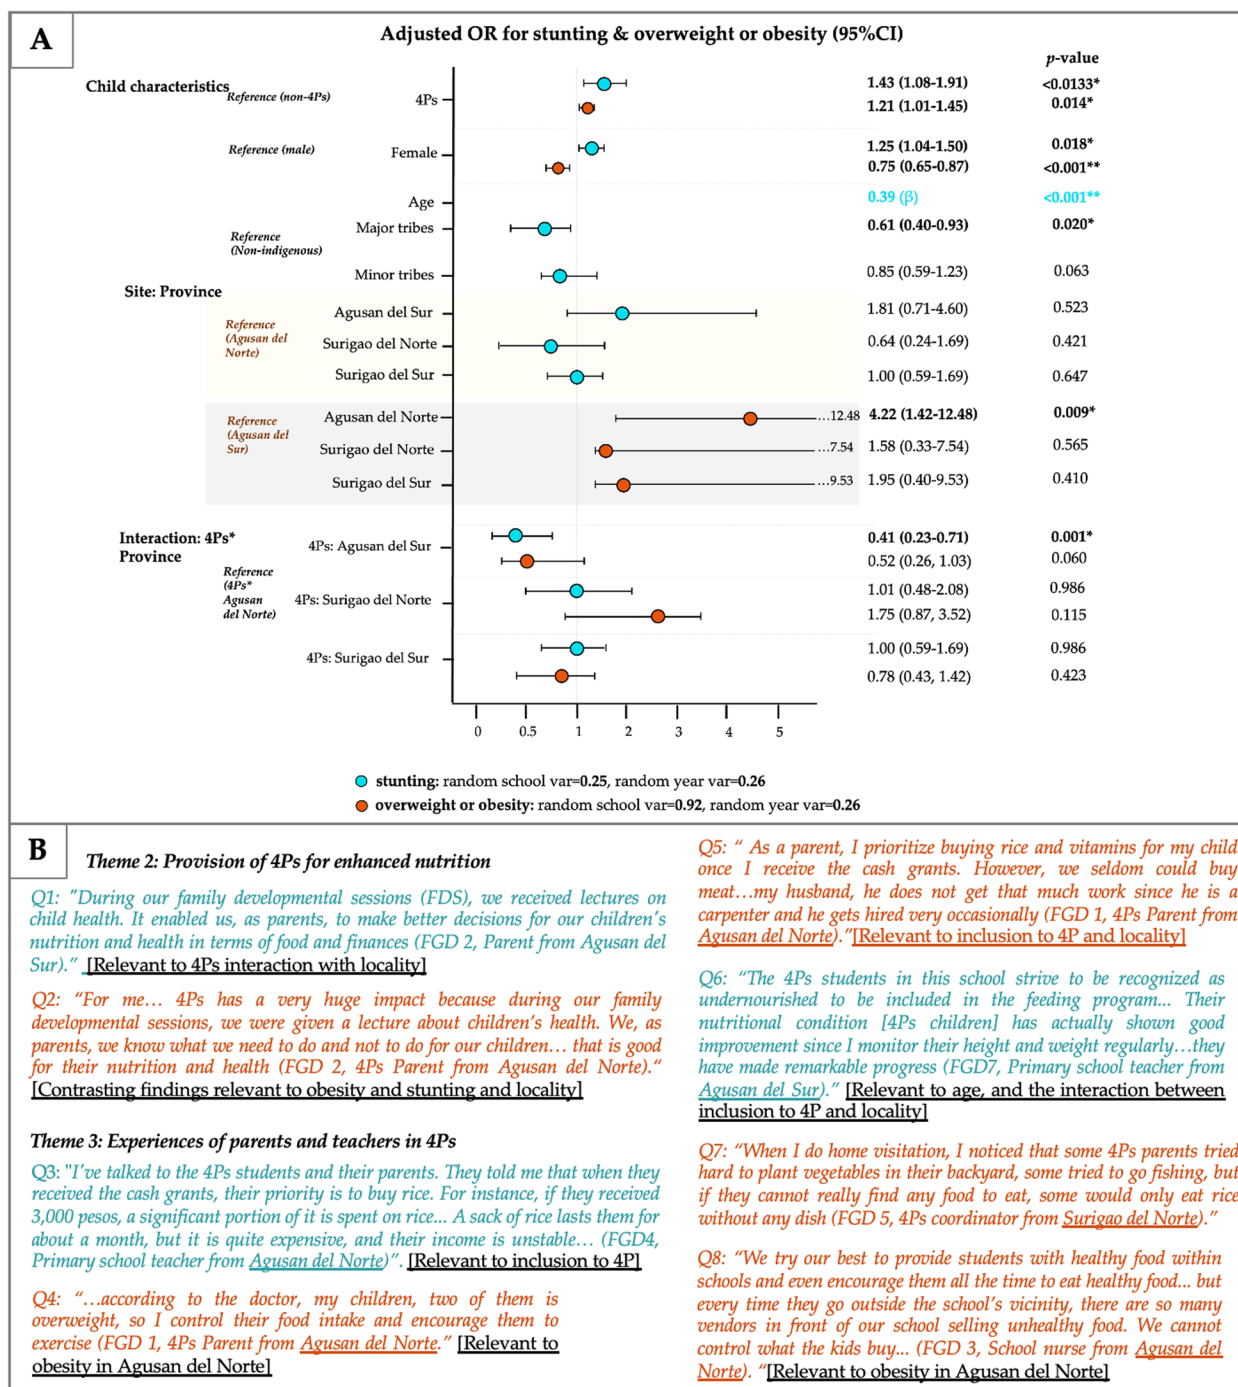 A
Adjusted OR for stunting & overweight or obesity (95%CI)
p-value
Child characteristics
Reference (non-4Ps)
4Ps
1.43 (1.08-1.91)
<0.0133*
1.21 (1.01-1.45)
0.014*
Reference (male)
Female
1.25 (1.04-1.50)
0.018*
0.75 (0.65-0.87)
<0.001**
Age
0.39 (β)
<0.001**
Reference
(Non-indigenous)
Major tribes
0.61 (0.40-0.93)
0.020*
Minor tribes
0.85 (0.59-1.23)
0.063
Site: Province
Reference
(Agusan del
Norte)
Agusan del Sur
1.81 (0.71-4.60)
0.523
Surigao del Norte
0.64 (0.24-1.69)
0.421
Surigao del Sur
1.00 (0.59-1.69)
0.647
Reference
(Agusan del
Sur)
Agusan del Norte
...12.48
4.22 (1.42-12.48)
0.009*
Surigao del Norte
...7.54
1.58 (0.33-7.54)
0.565
Surigao del Sur
...9.53
1.95 (0.40-9.53)
0.410
Interaction: 4Ps*
Province
Reference
(4Ps*
Agusan
del Norte)
4Ps: Agusan del Sur
0.41 (0.23-0.71)
0.001*
0.52 (0.26, 1.03)
0.060
4Ps: Surigao del Norte
1.01 (0.48-2.08)
0.986
1.75 (0.87, 3.52)
0.115
4Ps: Surigao del Sur
1.00 (0.59-1.69)
0.986
0.78 (0.43, 1.42)
0.423
0 0.5 1 2 3 4 5
stunting: random school var=0.25, random year var=0.26
overweight or obesity: random school var=0.92, random year var=0.26
B
Theme 2: Provision of 4Ps for enhanced nutrition
Q1: "During our family developmental sessions (FDS), we received lectures on
child health. It enabled us, as parents, to make better decisions for our children's
nutrition and health in terms of food and finances (FGD 2, Parent from Agusan del
Sur)." [Relevant to 4Ps interaction with locality]
Q2: "For me… 4Ps has a very huge impact because during our family
developmental sessions, we were given a lecture about children's health. We, as
parents, we know what we need to do and not to do for our children… that is good
for their nutrition and health (FGD 2, 4Ps Parent from Agusan del Norte)."
[Contrasting findings relevant to obesity and stunting and locality]
Theme 3: Experiences of parents and teachers in 4Ps
Q3: "I've talked to the 4Ps students and their parents. They told me that when they
received the cash grants, their priority is to buy rice. For instance, if they received
3,000 pesos, a significant portion of it is spent on rice... A sack of rice lasts them for
about a month, but it is quite expensive, and their income is unstable… (FGD4,
Primary school teacher from Agusan del Norte)". [Relevant to inclusion to 4P]
Q4: "…according to the doctor, my children, two of them is
overweight, so I control their food intake and encourage them to
exercise (FGD 1, 4Ps Parent from Agusan del Norte." [Relevant to
obesity in Agusan del Norte]
Q5: " As a parent, I prioritize buying rice and vitamins for my child
once I receive the cash grants. However, we seldom could buy
meat…my husband, he does not get that much work since he is a
carpenter and he gets hired very occasionally (FGD 1, 4Ps Parent from
Agusan del Norte)."[Relevant to inclusion to 4P and locality]
Q6: "The 4Ps students in this school strive to be recognized as
undernourished to be included in the feeding program... Their
nutritional condition [4Ps children] has actually shown good
improvement since I monitor their height and weight regularly…they
have made remarkable progress (FGD7, Primary school teacher from
Agusan del Sur)." [Relevant to age, and the interaction between
inclusion to 4P and locality]
Q7: "When I do home visitation, I noticed that some 4Ps parents tried
hard to plant vegetables in their backyard, some tried to go fishing, but
if they cannot really find any food to eat, some would only eat rice
without any dish (FGD 5, 4Ps coordinator from Surigao del Norte)."
Q8: "We try our best to provide students with healthy food within
schools and even encourage them all the time to eat healthy food... but
every time they go outside the school's vicinity, there are so many
vendors in front of our school selling unhealthy food. We cannot
control what the kids buy... (FGD 3, School nurse from Agusan del
Norte). "[Relevant to obesity in Agusan del Norte]